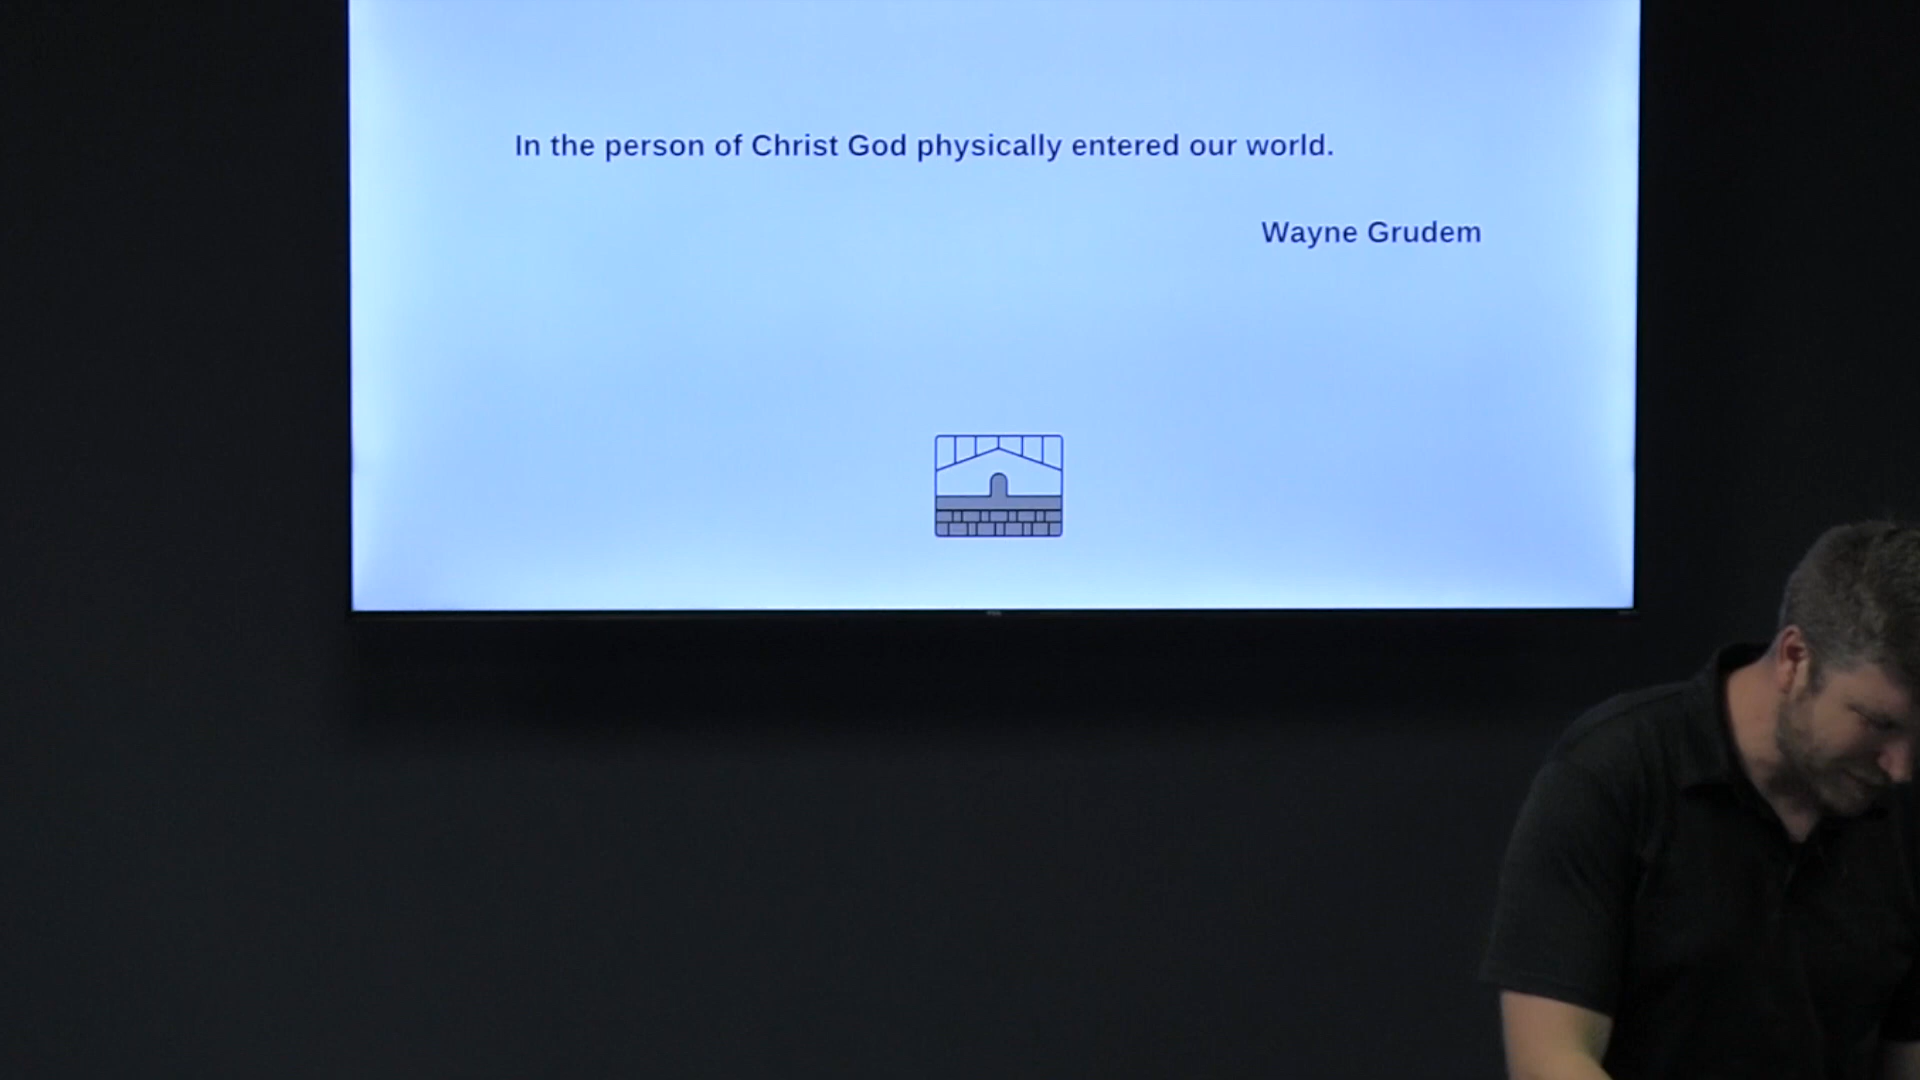 In the person of Christ God physically entered our world.
Wayne Grudem